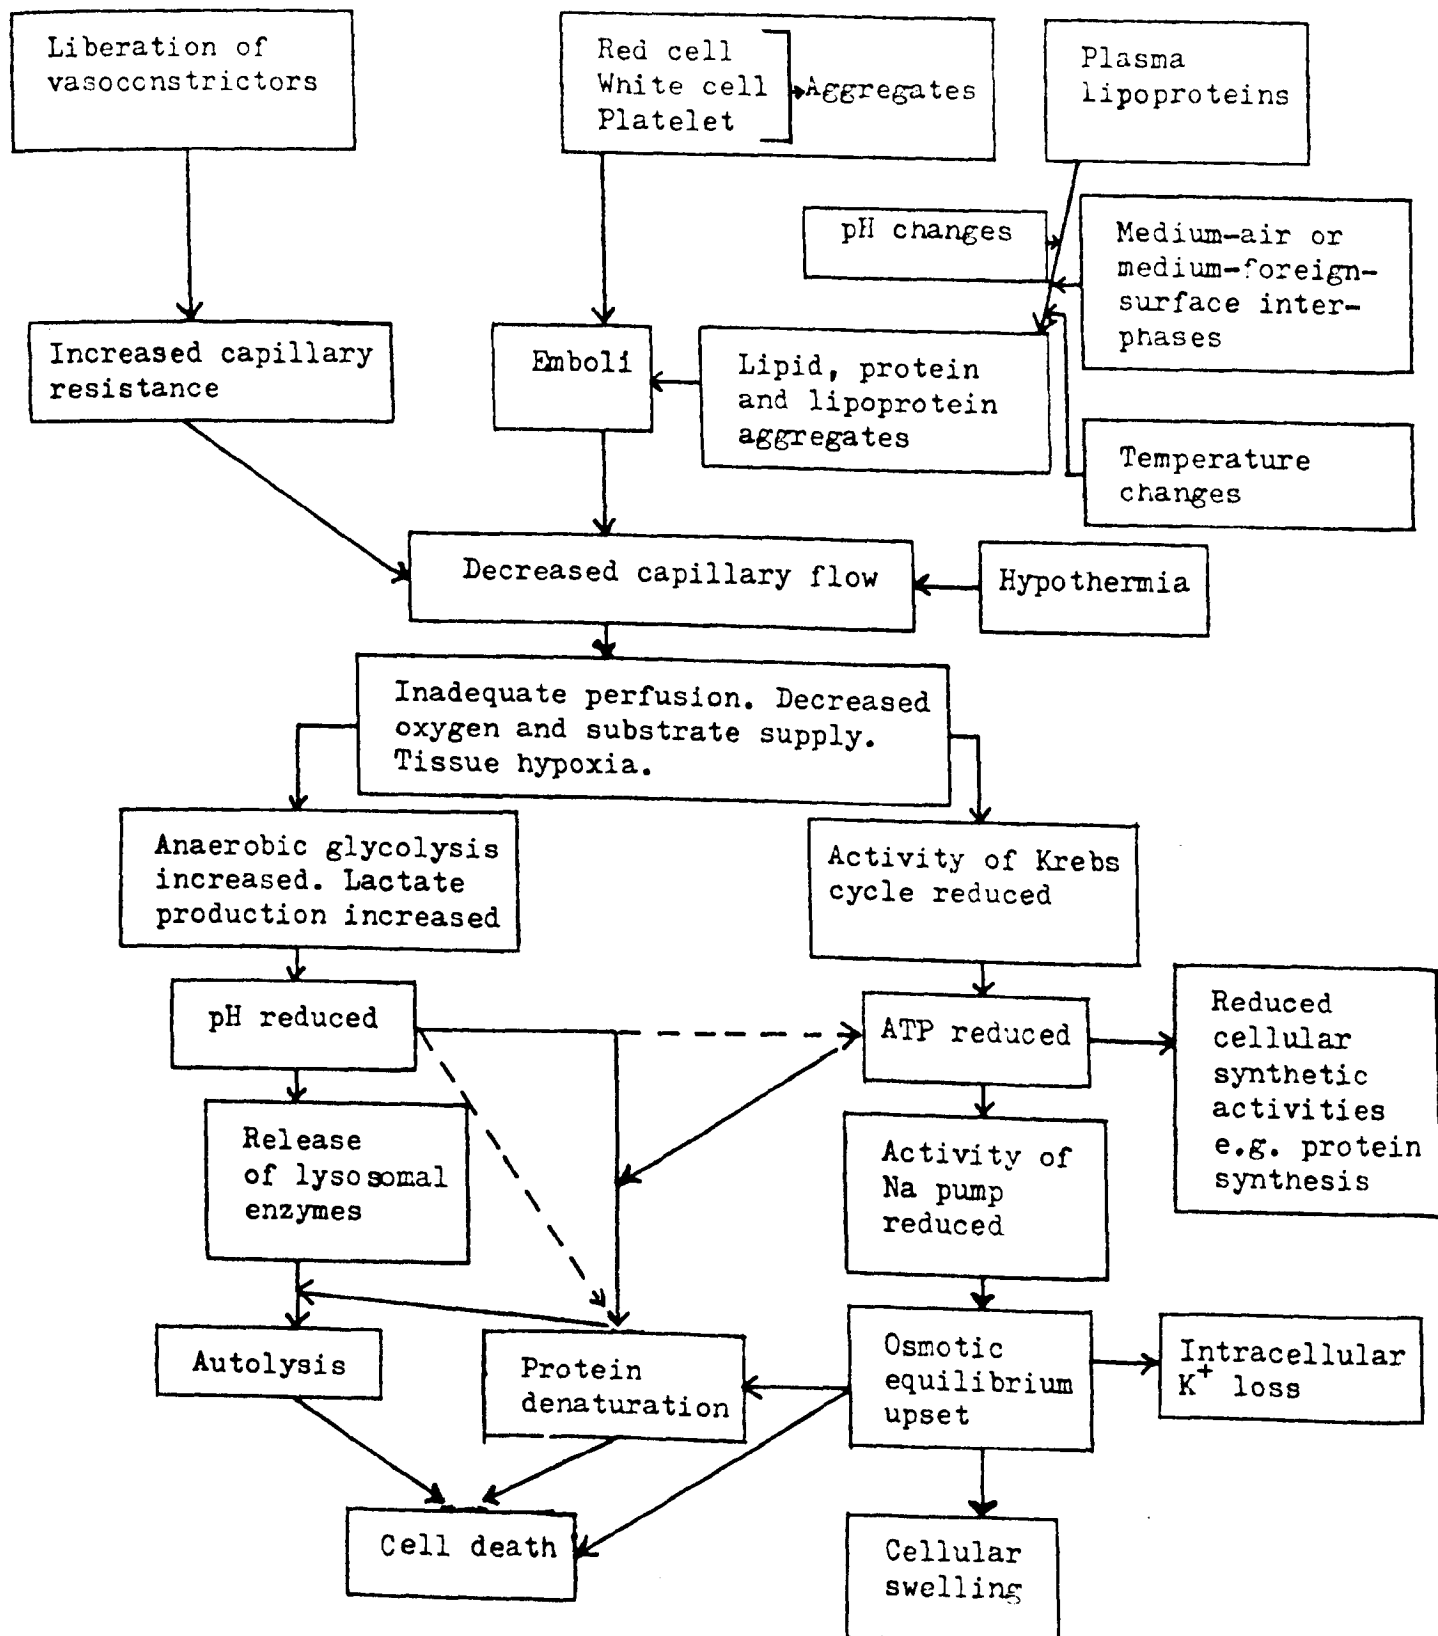 Liberation of
vasoccnstrictors
Red cell
White cell
Platelet
Aggregates
Plasma
lipoproteins
pH changes
Medium-air or
medium-foreign-
surface inter-
phases
Increased capillary
resistance
Emboli
Lipid, protein
and lipoprotein
aggregates
Temperature
changes
Decreased capillary flow
Hypothermia
Inadequate perfusion. Decreased
oxygen and substrate supply.
Tissue hypoxia.
Anaerobic glycolysis
increased. Lactate
production increased
Activity of Krebs
cycle reduced
pH reduced
ATP reduced
Reduced
cellular
synthetic
activities
e.g. protein
synthesis
Release
of lysosomal
enzymes
Activity of
Na pump
reduced
Autolysis
Protein
denaturation
Osmotic
equilibrium
upset
Intracellular
K⁺ loss
Cell death
Cellular
swelling